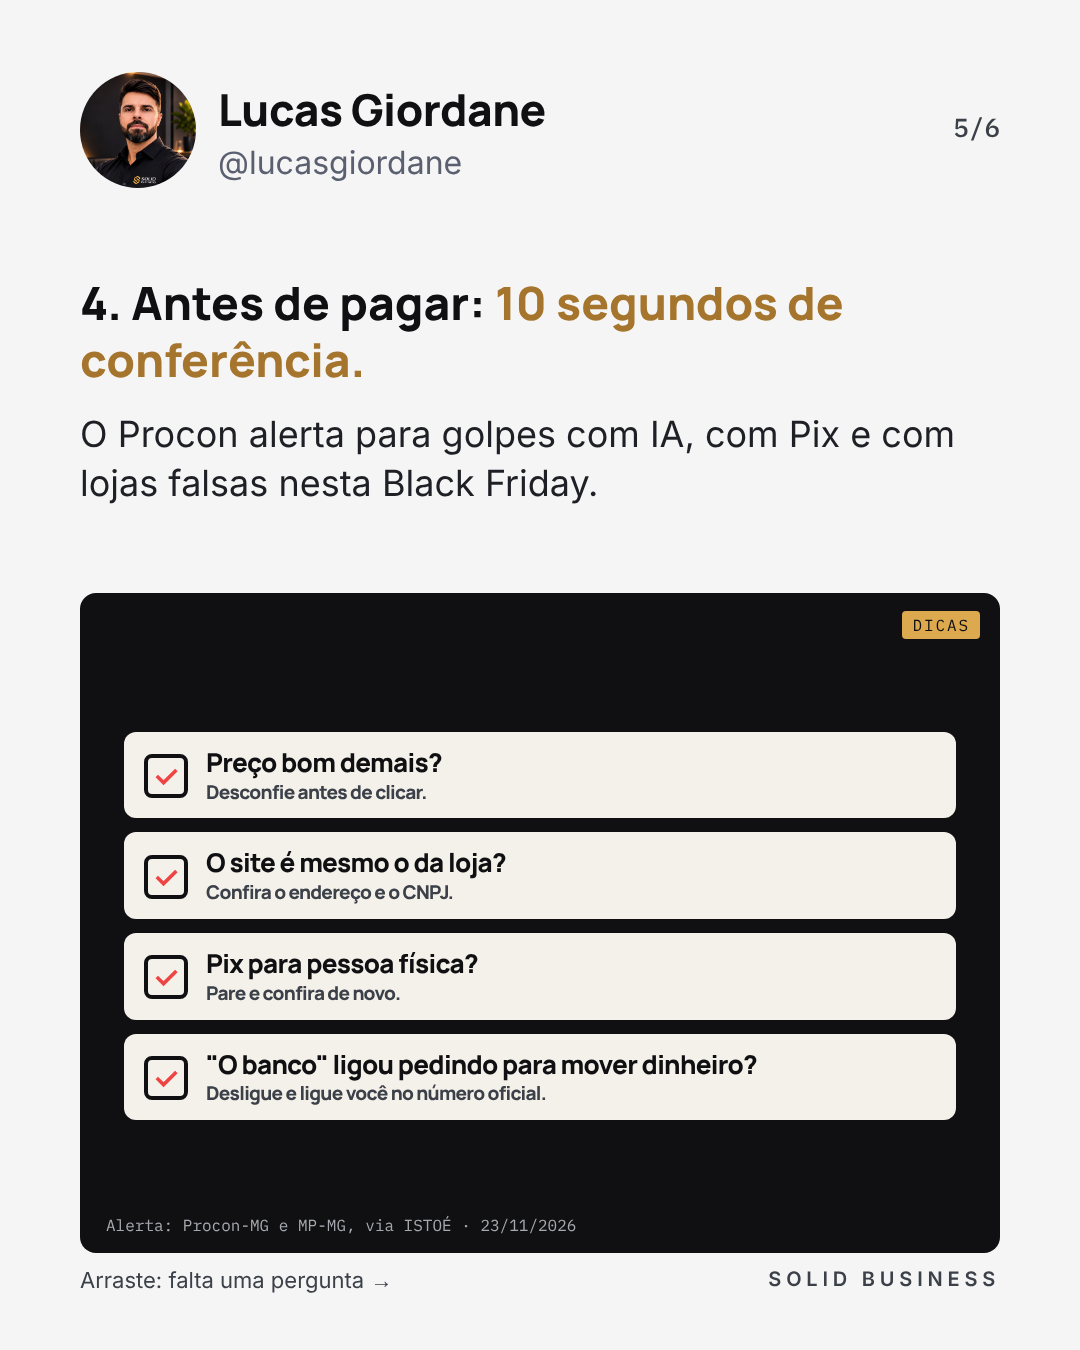 Lucas Giordane
@lucasgiordane
5/6
4. Antes de pagar: 10 segundos de
conferência.
O Procon alerta para golpes com IA, com Pix e com
lojas falsas nesta Black Friday.
DICAS
Preço bom demais?
Desconfie antes de clicar.
O site é mesmo o da loja?
Confira o endereço e o CNPJ.
Pix para pessoa física?
Pare e confira de novo.
"O banco" ligou pedindo para mover dinheiro?
Desligue e ligue você no número oficial.
Alerta: Procon-MG e MP-MG, via ISTOÉ · 23/11/2026
Arraste: falta uma pergunta →
SOLID BUSINESS